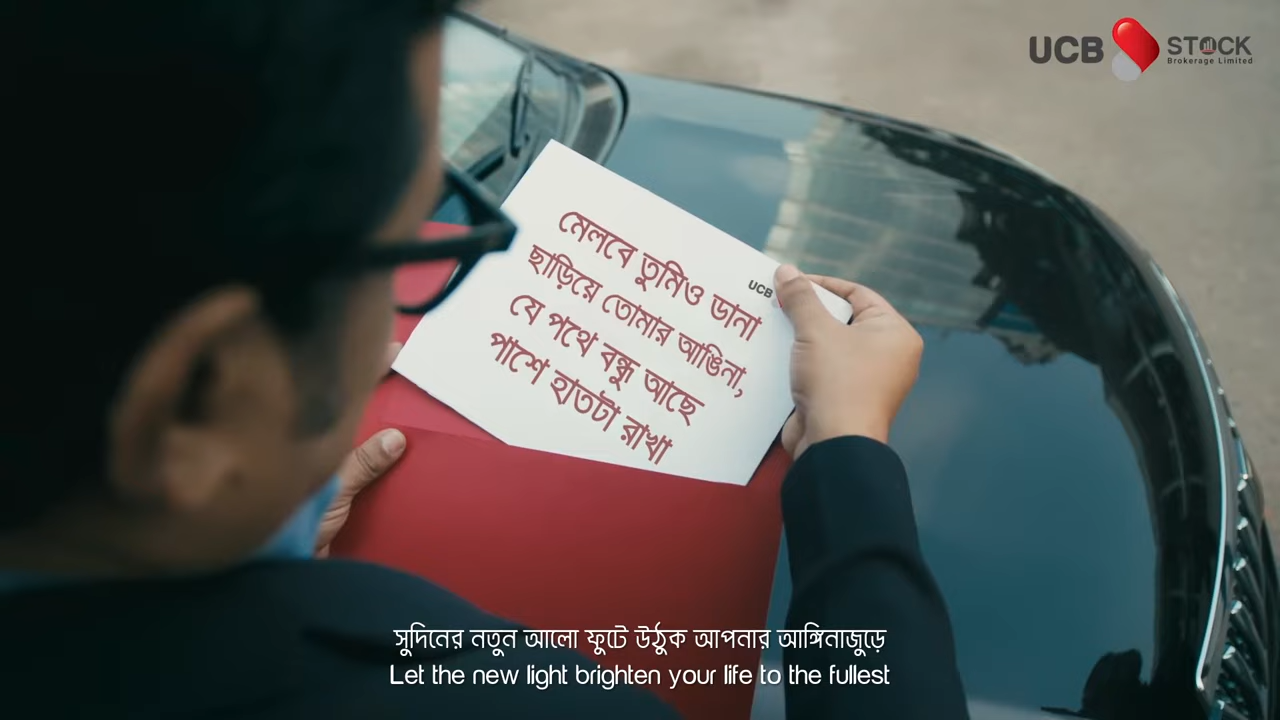 UCB STOCK
Brokerage Limited
UCB
মেলবে তুমিও ডানা
ছাড়িয়ে তোমার আঙিনা,
যে পথে বন্ধু আছে
পাশে হাতটা রাখা
সুদিনের নতুন আলো ফুটে উঠুক আপনার আঙ্গিনাজুড়ে
Let the new light brighten your life to the fullest